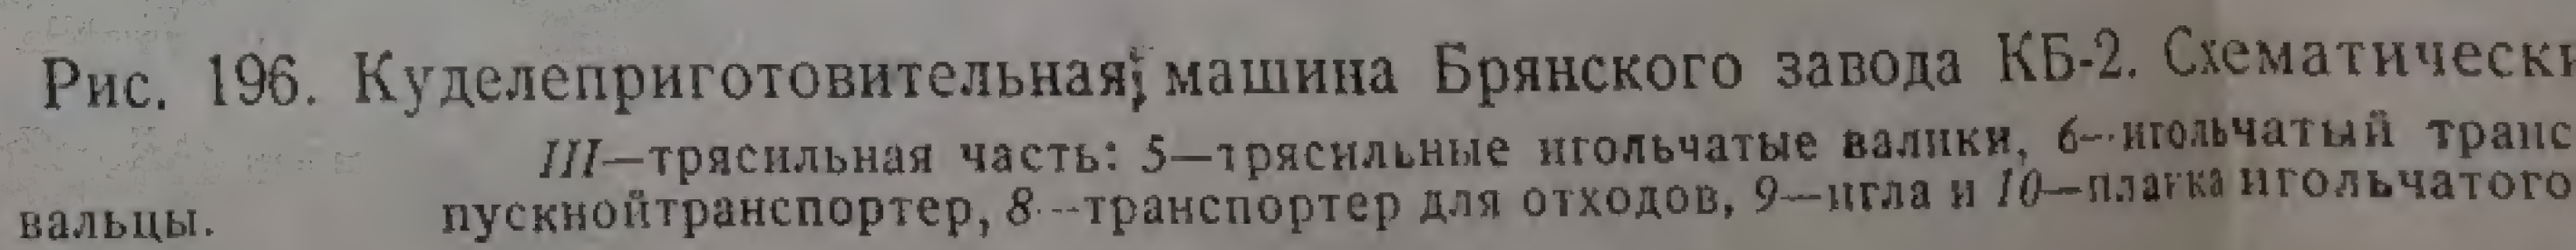 Рис. 196. Куделеприготовительная машина Брянского завода КБ-2. Схематически
III—трясильная часть: 5—трясильные игольчатые валики, 6—игольчатый транс
вальцы. пускнойтранспортер, 8—транспортер для отходов, 9—игла и 10—планка игольчатого